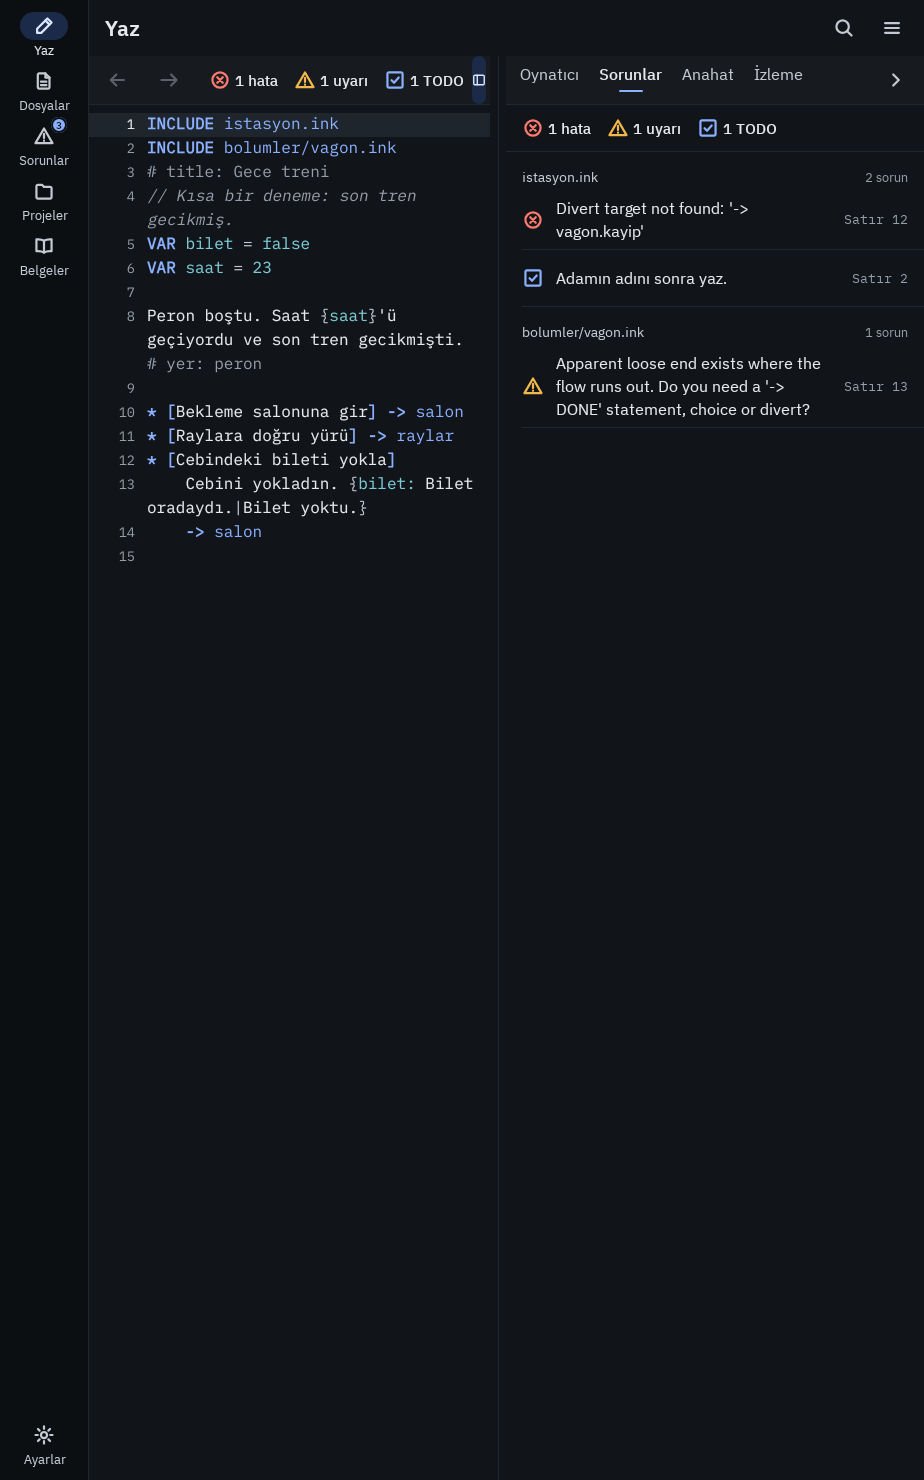 Yaz
Dosyalar
3
Sorunlar
Projeler
Belgeler
Ayarlar
Yaz
1 hata 1 uyarı 1 TODO
1 INCLUDE istasyon.ink
2 INCLUDE bolumler/vagon.ink
3 # title: Gece treni
4 // Kısa bir deneme: son tren
gecikmiş.
5 VAR bilet = false
6 VAR saat = 23
7
8 Peron boştu. Saat {saat}'ü
geçiyordu ve son tren gecikmişti.
# yer: peron
9
10 * [Bekleme salonuna gir] -> salon
11 * [Raylara doğru yürü] -> raylar
12 * [Cebindeki bileti yokla]
13 Cebini yokladın. {bilet: Bilet
oradaydı.|Bilet yoktu.}
14 -> salon
15
Oynatıcı Sorunlar Anahat İzleme
1 hata 1 uyarı 1 TODO
istasyon.ink 2 sorun
Divert target not found: '->
vagon.kayip'
Satır 12
Adamın adını sonra yaz. Satır 2
bolumler/vagon.ink 1 sorun
Apparent loose end exists where the
flow runs out. Do you need a '->
DONE' statement, choice or divert?
Satır 13